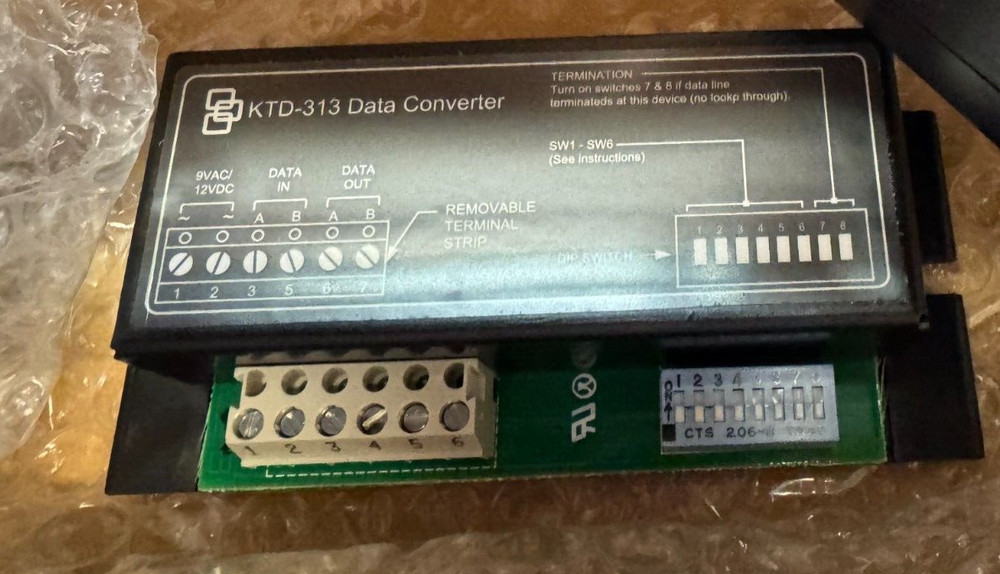 KTD-313 Data Converter
TERMINATION
Turn on switches 7 & 8 if data line
terminateds at this device (no lookp through).
SW1 - SW6
(See instructions)
9VAC/
12VDC
DATA
IN
DATA
OUT
~ ~ A B A B
REMOVABLE
TERMINAL
STRIP
1 2 3 5 6 7
DIP SWITCH
1 2 3 4 5 6 7 8
1 2 3 4 5 6
ON
1 2 3 4
CTS 206-